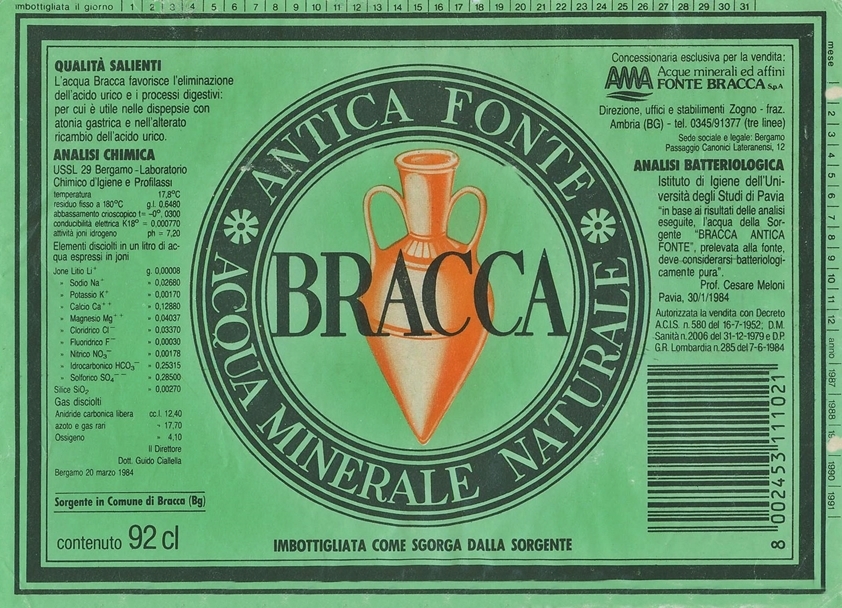 imbottigliata il giorno 1 2 3 4 5 6 7 8 9 10 11 12 13 14 15 16 17 18 19 20 21 22 23 24 25 26 27 28 29 30 31
QUALITÀ SALIENTI
L'acqua Bracca favorisce l'eliminazione
dell'acido urico e i processi digestivi:
per cui è utile nelle dispepsie con
atonia gastrica e nell'alterato
ricambio dell'acido urico.
ANALISI CHIMICA
USSL 29 Bergamo - Laboratorio
Chimico d'Igiene e Profilassi
temperatura 17,8°C
residuo fisso a 180°C g.l. 0,6480
abbassamento crioscopico t= -0°, 0300
conducibilità elettrica K18° = 0,000770
attività joni idrogeno ph = 7,20
Elementi disciolti in un litro di ac-
qua espressi in joni
Jone Litio Li+ g. 0,00008
» Sodio Na+ » 0,02680
» Potassio K+ » 0,00170
» Calcio Ca++ » 0,12880
» Magnesio Mg++ » 0,04037
» Cloridrico Cl− » 0,03370
» Fluoridrico F− » 0,00030
» Nitrico NO3− » 0,00178
» Idrocarbonico HCO3− » 0,25315
» Solforico SO4−− » 0,28500
Silice SiO2 » 0,00270
Gas disciolti
Anidride carbonica libera cc.l. 12,40
azoto e gas rari » 17,70
Ossigeno » 4,10
Il Direttore
Dott. Guido Ciallella
Bergamo 20 marzo 1984
Sorgente in Comune di Bracca (Bg)
contenuto 92 cl
ANTICA FONTE
BRACCA
ACQUA MINERALE NATURALE
IMBOTTIGLIATA COME SGORGA DALLA SORGENTE
Concessionaria esclusiva per la vendita:
AMA Acque minerali ed affini
FONTE BRACCA S.p.A
Direzione, uffici e stabilimenti Zogno - fraz.
Ambria (BG) - tel. 0345/91377 (tre linee)
Sede sociale e legale: Bergamo
Passaggio Canonici Lateranensi, 12
ANALISI BATTERIOLOGICA
Istituto di Igiene dell'Uni-
versità degli Studi di Pavia
"in base ai risultati delle analisi
eseguite, l'acqua della Sor-
gente "BRACCA ANTICA
FONTE", prelevata alla fonte,
deve considerarsi batteriologi-
camente pura".
Prof. Cesare Meloni
Pavia, 30/1/1984
Autorizzata la vendita con Decreto
A.C.I.S. n. 580 del 16-7-1952; D.M.
Sanità n. 2006 del 31-12-1979 e D.P.
G.R. Lombardia n. 285 del 7-6-1984
8 002453 111021
mese 2 3 4 5 6 7 8 9 10 11 12 anno 1987 1988 1990 1991